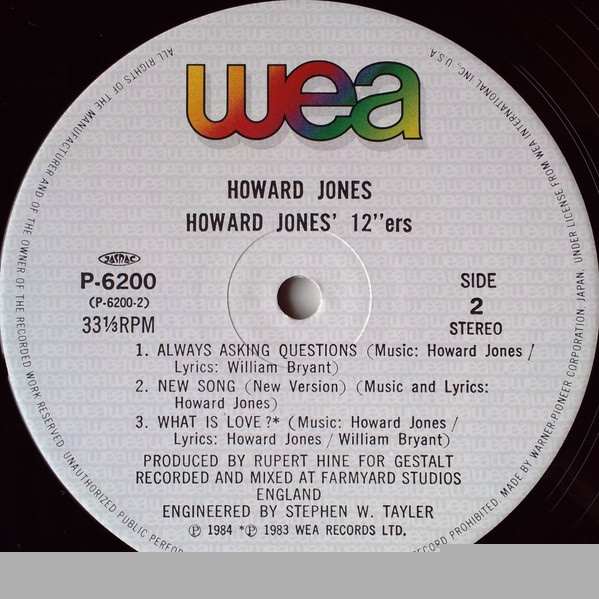 wea
HOWARD JONES
HOWARD JONES' 12''ers
JASRAC
P-6200
(P-6200-2)
33⅓RPM
SIDE
2
STEREO
1. ALWAYS ASKING QUESTIONS (Music: Howard Jones /
Lyrics: William Bryant)
2. NEW SONG (New Version) (Music and Lyrics:
Howard Jones)
3. WHAT IS LOVE?* (Music: Howard Jones /
Lyrics: Howard Jones / William Bryant)
PRODUCED BY RUPERT HINE FOR GESTALT
RECORDED AND MIXED AT FARMYARD STUDIOS
ENGLAND
ENGINEERED BY STEPHEN W. TAYLER
℗ 1984 *℗ 1983 WEA RECORDS LTD.
ALL RIGHTS OF THE MANUFACTURER AND OF THE OWNER OF THE RECORDED WORK RESERVED. UNAUTHORIZED PUBLIC PERFO
ECORD PROHIBITED. MADE BY WARNER-PIONEER CORPORATION, JAPAN, UNDER LICENSE FROM WEA INTERNATIONAL INC., U.S.A